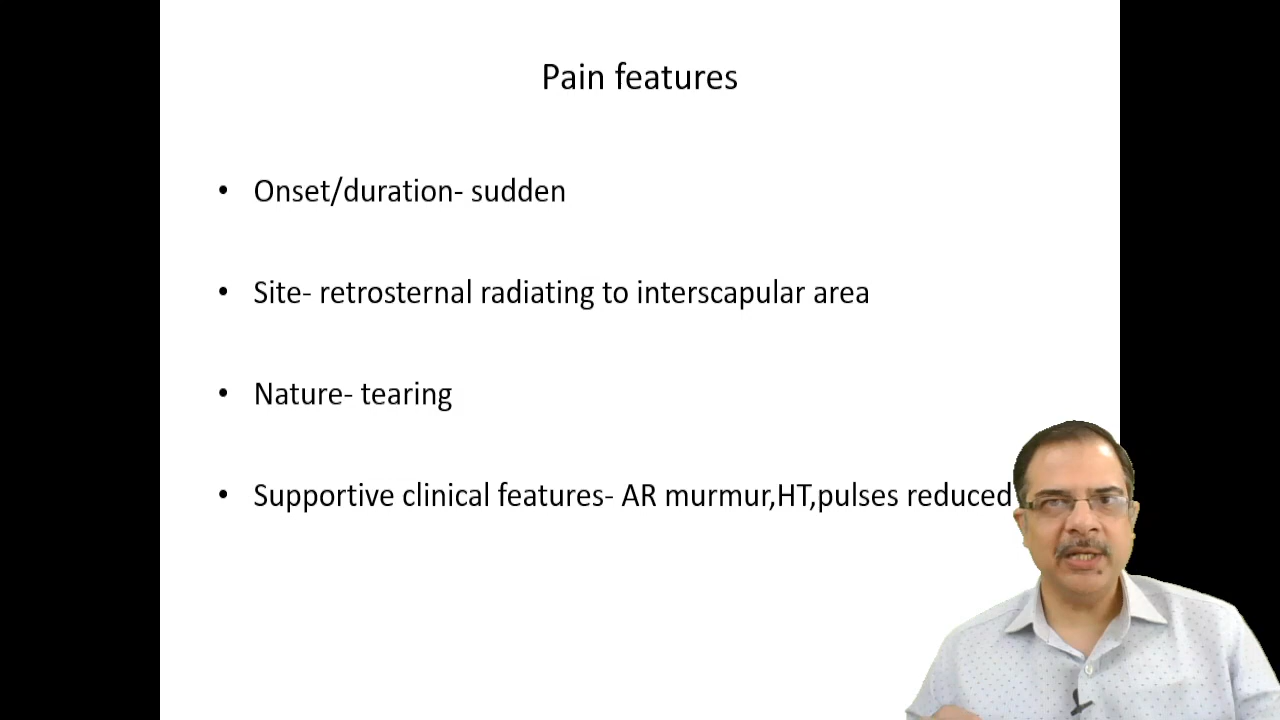 Pain features
• Onset/duration- sudden
• Site- retrosternal radiating to interscapular area
• Nature- tearing
• Supportive clinical features- AR murmur,HT,pulses reduced